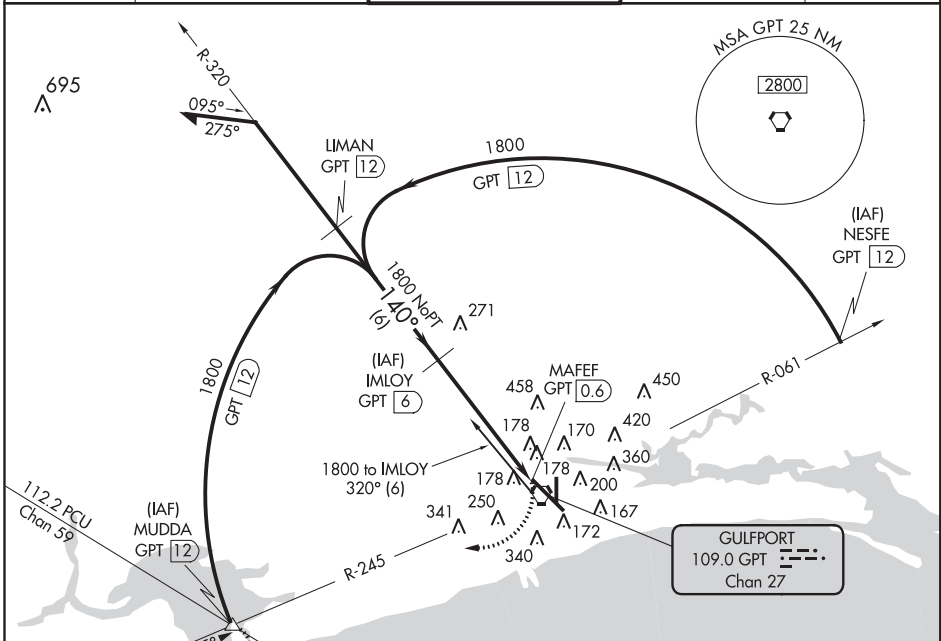 MSA GPT 25 NM
2800
R-320
695
095°
275°
LIMAN
GPT 12
1800
GPT 12
(IAF)
NESFE
GPT 12
1800 NoPT
140°
(6)
271
(IAF)
IMLOY
GPT 6
1800
GPT 12
MAFEF
GPT 0.6
R-061
458
450
178
170
420
360
1800 to IMLOY
320° (6)
178
178
200
167
250
341
172
340
112.2 PCU
Chan 59
(IAF)
MUDDA
GPT 12
R-245
GULFPORT
109.0 GPT
Chan 27